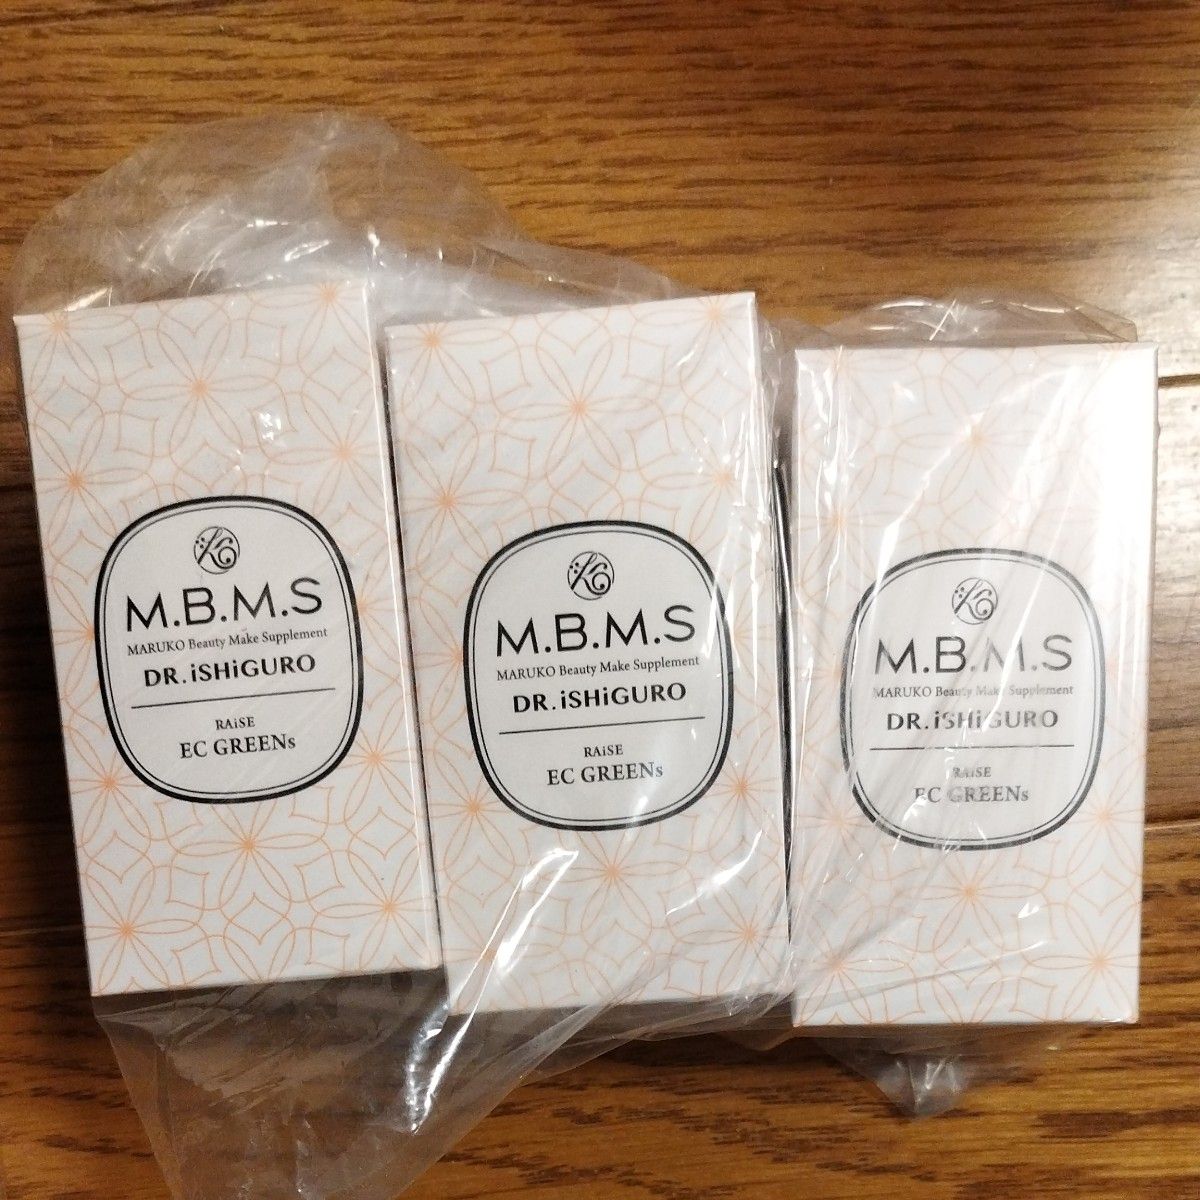 M.B.M.S
MARUKO Beauty Make Supplement
DR.iSHiGURO
RAiSE
EC GREENs
M.B.M.S
MARUKO Beauty Make Supplement
DR.iSHiGURO
RAiSE
EC GREENs
M.B.M.S
MARUKO Beauty Make Supplement
DR.iSHiGURO
RAiSE
EC GREENs